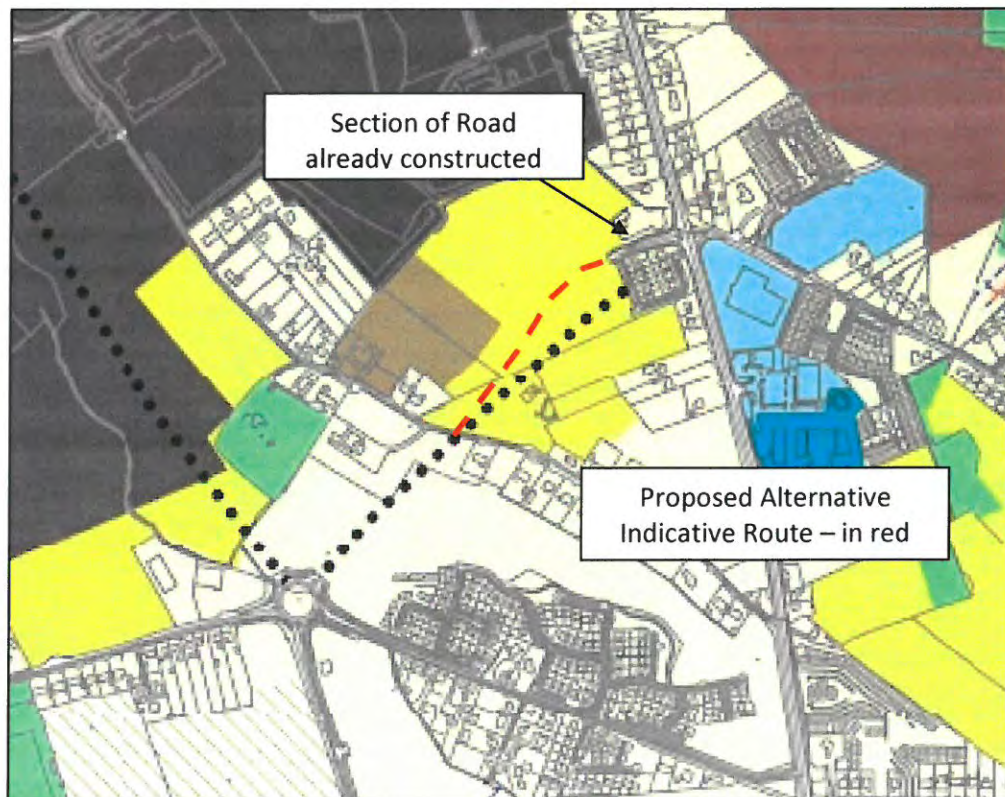 Section of Road
already constructed
Proposed Alternative
Indicative Route – in red